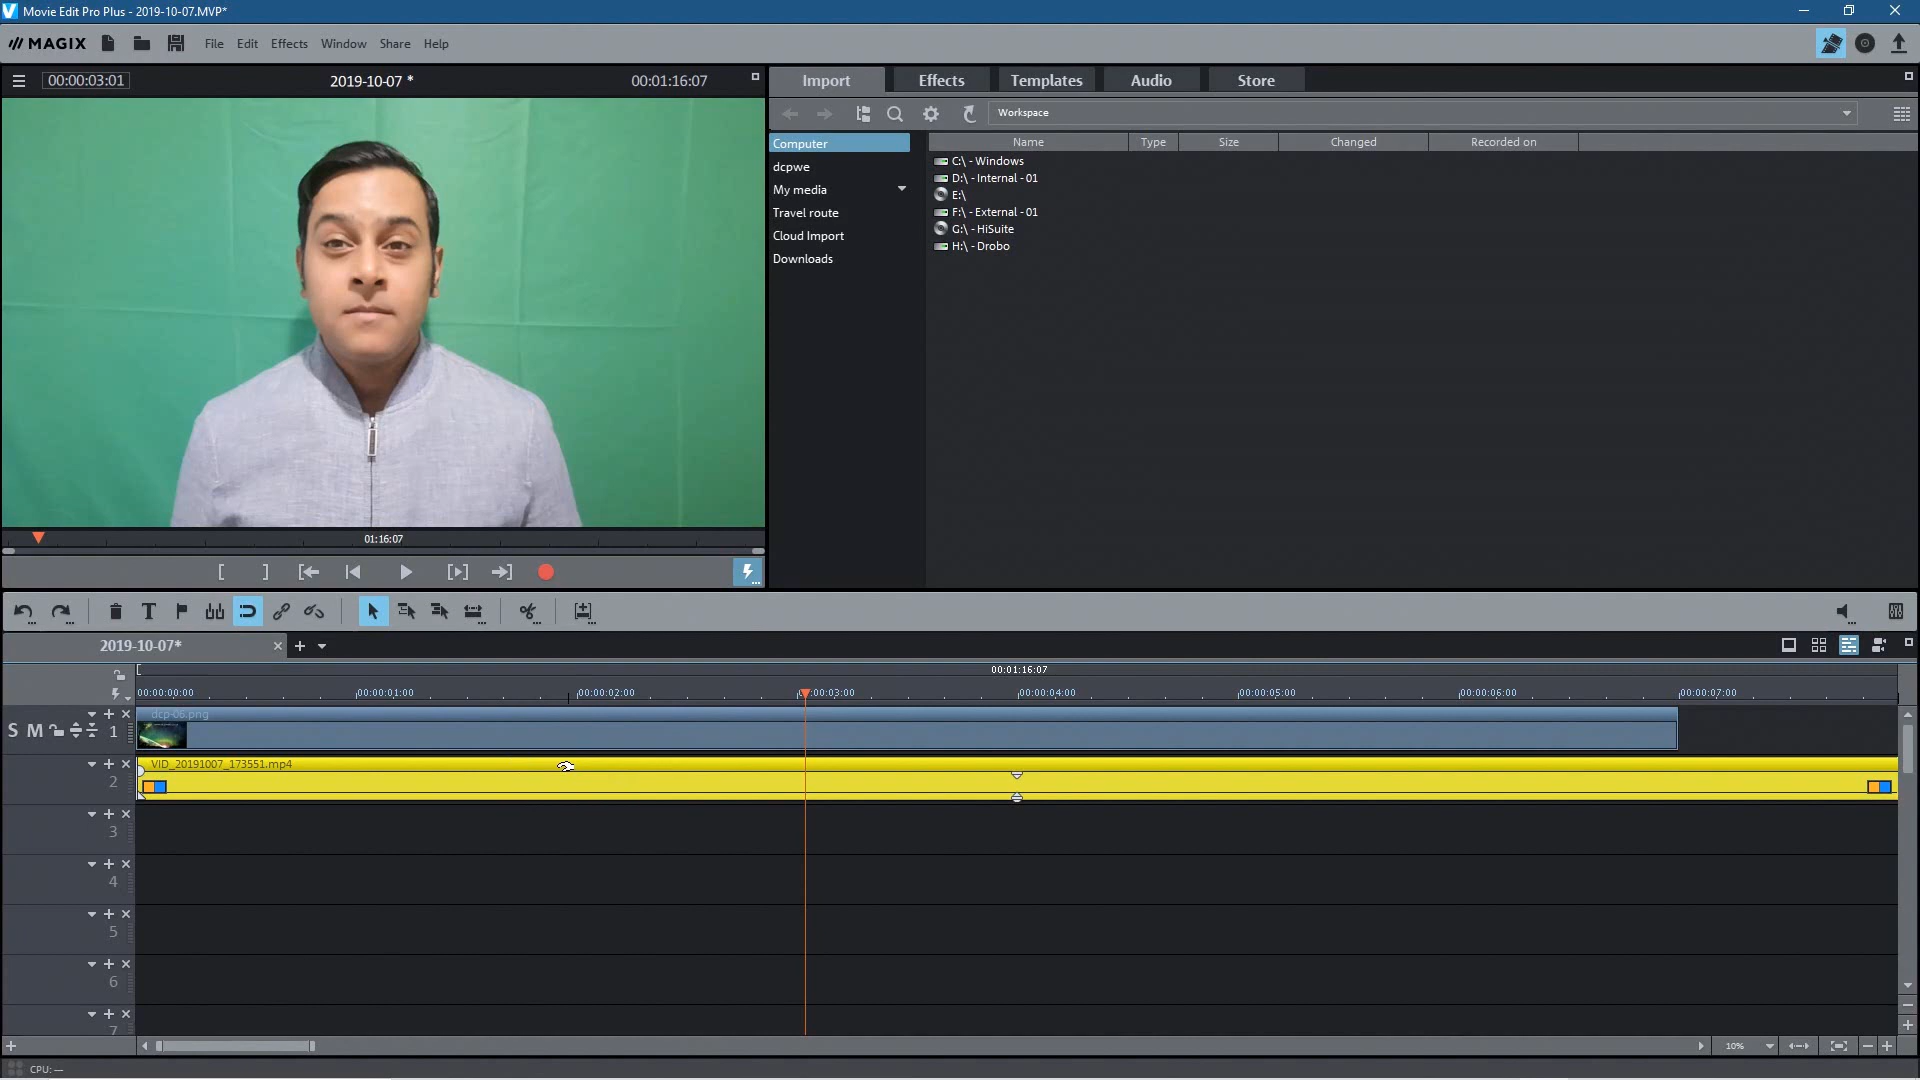 Movie Edit Pro Plus - 2019-10-07.MVP*
MAGIX File Edit Effects Window Share Help
00:00:03:01 2019-10-07 * 00:01:16:07
Import Effects Templates Audio Store
Workspace
Computer
dcpwe
My media
Travel route
Cloud Import
Downloads
Name Type Size Changed Recorded on
C:\ - Windows
D:\ - Internal - 01
E:\
F:\ - External - 01
G:\ - HiSuite
H:\ - Drobo
01:16:07
2019-10-07*
00:01:16:07
00:00:00:00 00:00:01:00 00:00:02:00 :00:03:00 00:00:04:00 00:00:05:00 00:00:06:00 00:00:07:00
dcp-06.png
S M 1
VID_20191007_173551.mp4
2
3
4
5
6
7
10%
CPU: —